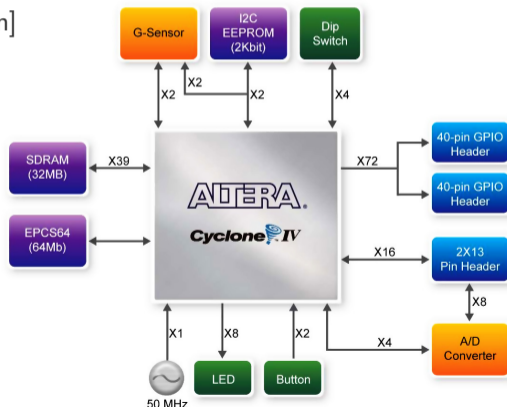 n]
G-Sensor
I2C
EEPROM
(2Kbit)
Dip
Switch
X2
X2
X2
X4
SDRAM
(32MB)
X39
X72
40-pin GPIO
Header
40-pin GPIO
Header
ALTERA.
Cyclone IV
EPCS64
(64Mb)
X16
2X13
Pin Header
X8
X1
X8
X2
X4
A/D
Converter
50 MHz
LED
Button